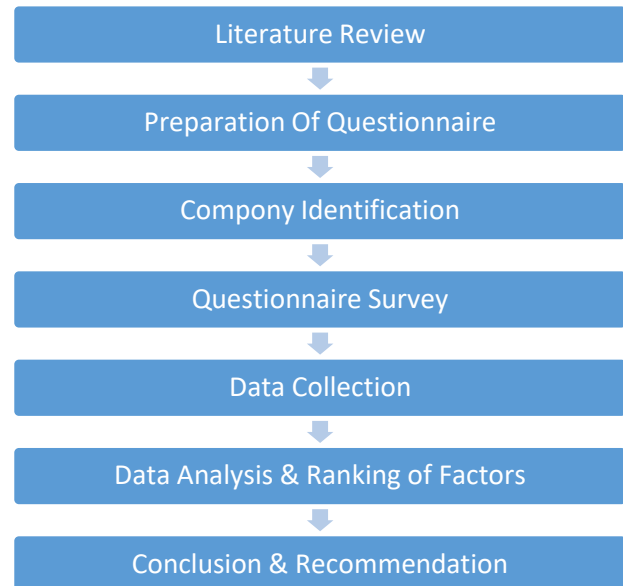 Literature Review
Preparation Of Questionnaire
Compony Identification
Questionnaire Survey
Data Collection
Data Analysis & Ranking of Factors
Conclusion & Recommendation